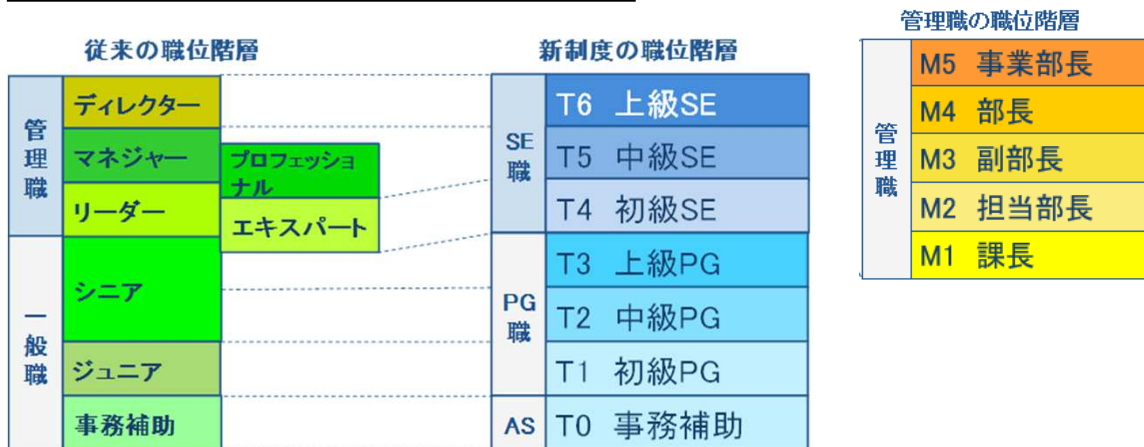 管理職の職位階層
従来の職位階層
新制度の職位階層
管理職
ディレクター
マネジャー
リーダー
プロフェッショ
ナル
エキスパート
一般職
シニア
ジュニア
事務補助
SE職
T6 上級SE
T5 中級SE
T4 初級SE
PG職
T3 上級PG
T2 中級PG
T1 初級PG
AS
T0 事務補助
管理職
M5 事業部長
M4 部長
M3 副部長
M2 担当部長
M1 課長